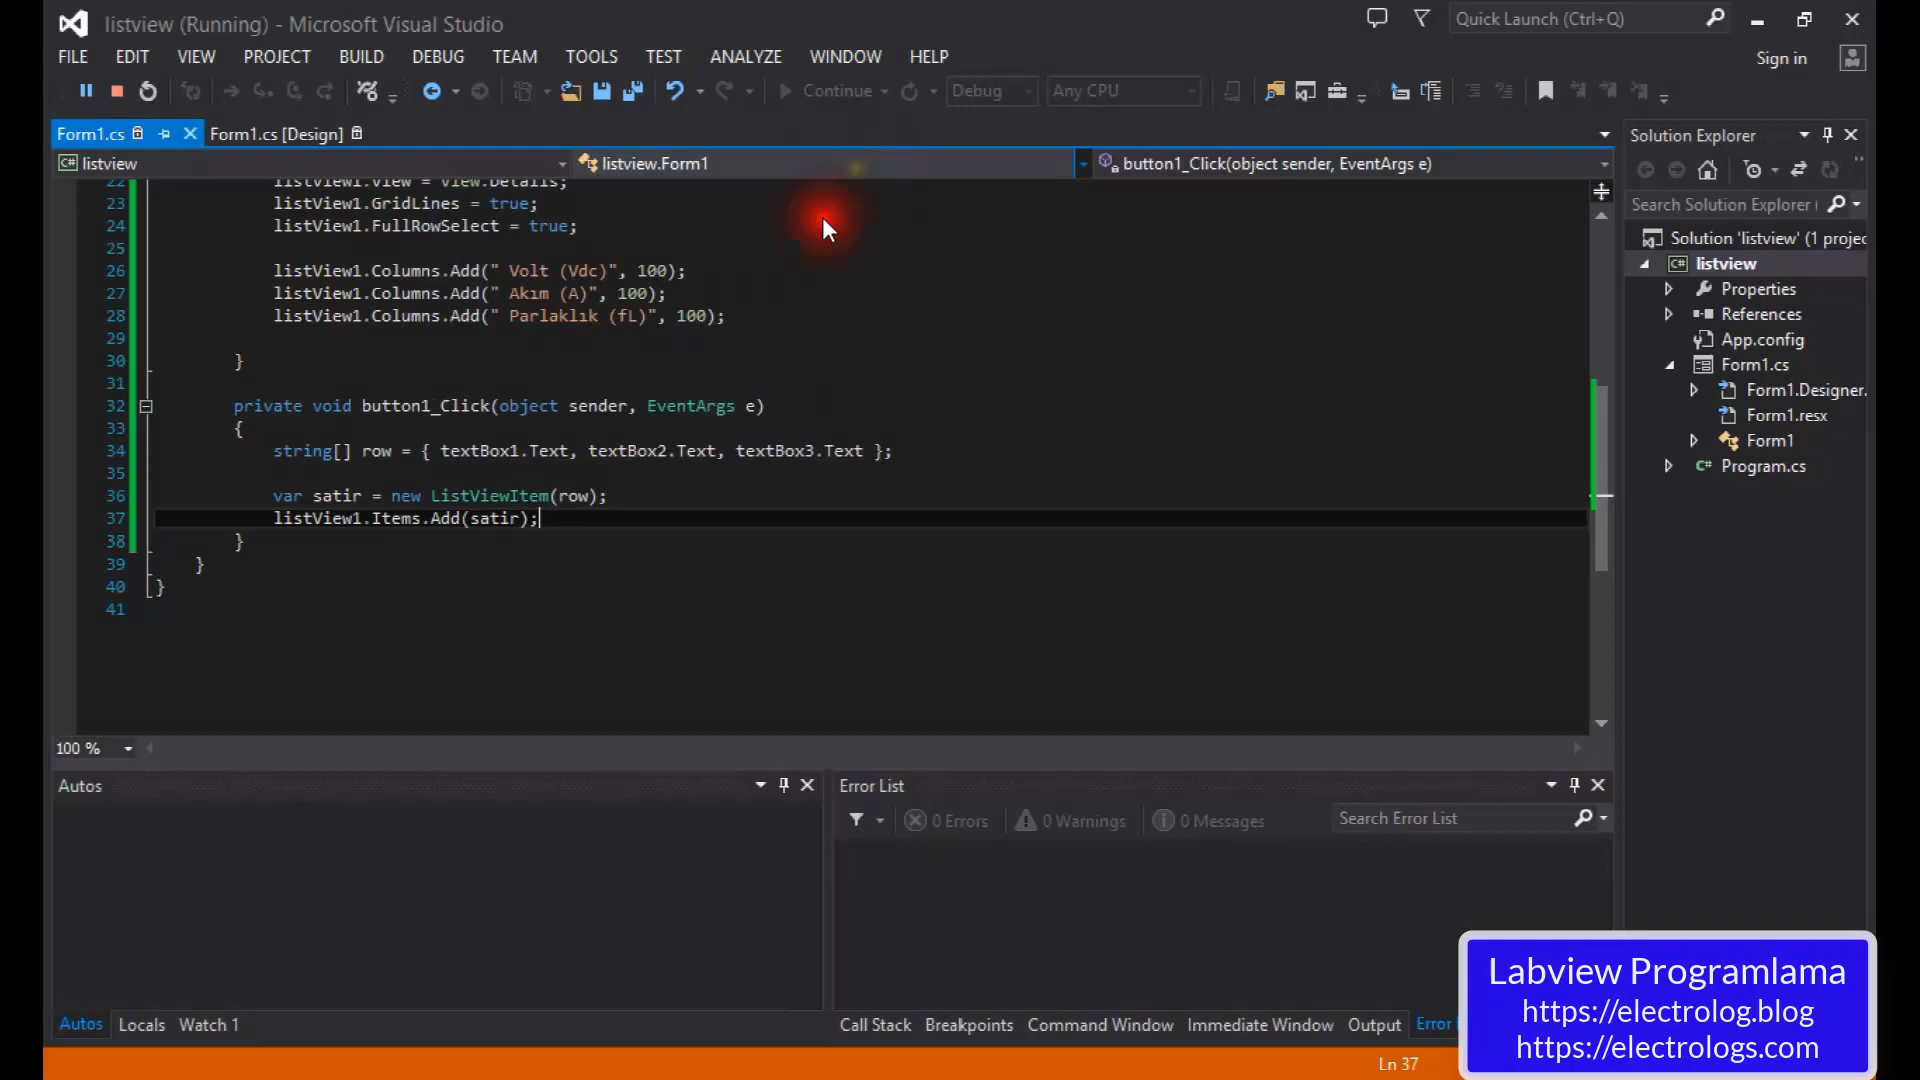 listview (Running) - Microsoft Visual Studio
Quick Launch (Ctrl+Q)
FILE EDIT VIEW PROJECT BUILD DEBUG TEAM TOOLS TEST ANALYZE WINDOW HELP
Sign in
Continue Debug Any CPU
Form1.cs Form1.cs [Design]
listview listview.Form1 button1_Click(object sender, EventArgs e)
22 listView1.View = View.Details;
23 listView1.GridLines = true;
24 listView1.FullRowSelect = true;
25
26 listView1.Columns.Add(" Volt (Vdc)", 100);
27 listView1.Columns.Add(" Akım (A)", 100);
28 listView1.Columns.Add(" Parlaklık (fL)", 100);
29
30 }
31
32 private void button1_Click(object sender, EventArgs e)
33 {
34 string[] row = { textBox1.Text, textBox2.Text, textBox3.Text };
35
36 var satir = new ListViewItem(row);
37 listView1.Items.Add(satir);
38 }
39 }
40 }
41
100 %
Solution Explorer
Search Solution Explorer (
Solution 'listview' (1 projec
C# listview
Properties
References
App.config
Form1.cs
Form1.Designer.
Form1.resx
Form1
C# Program.cs
Autos
Error List
0 Errors 0 Warnings 0 Messages Search Error List
Autos Locals Watch 1
Call Stack Breakpoints Command Window Immediate Window Output Error
Ln 37
Labview Programlama
https://electrolog.blog
https://electrologs.com